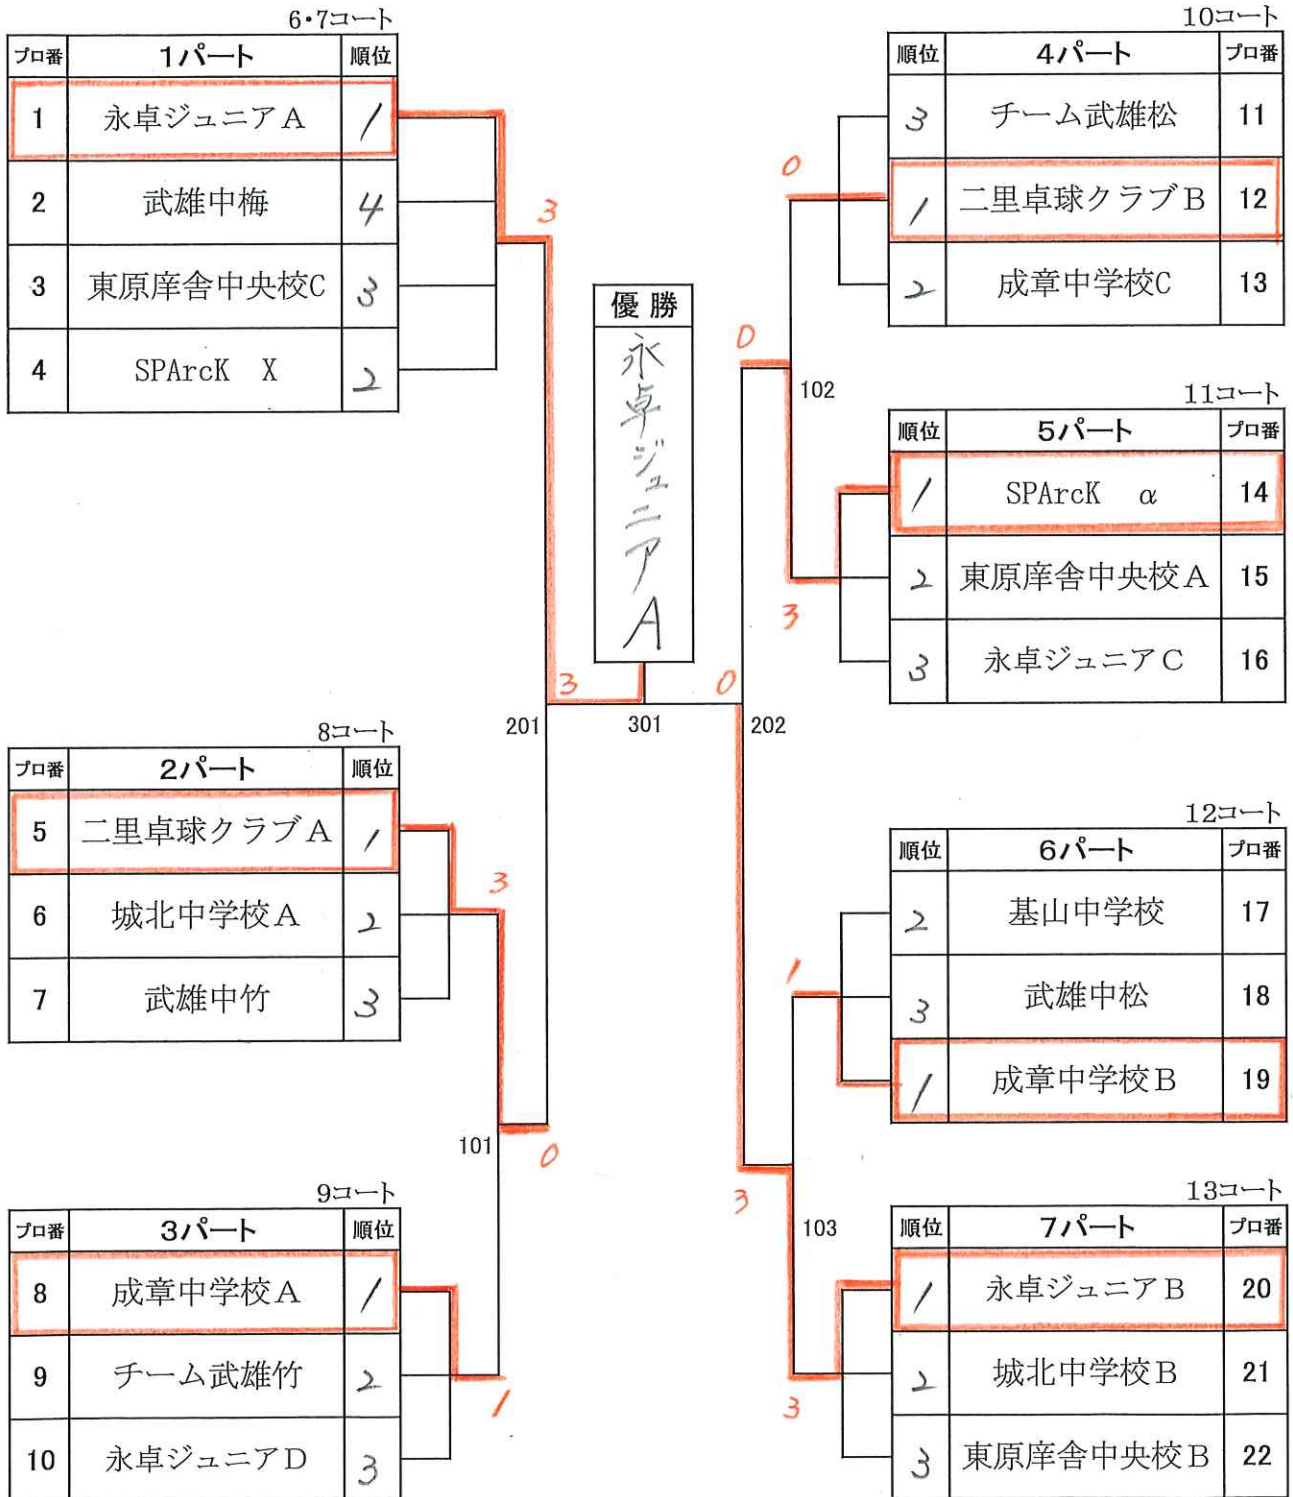 6・7コート
プロ番 1パート 順位
1 永卓ジュニアA 1
2 武雄中梅 4
3 東原庠舎中央校C 3
4 SPArcK X 2
8コート
プロ番 2パート 順位
5 二里卓球クラブA 1
6 城北中学校A 2
7 武雄中竹 3
9コート
プロ番 3パート 順位
8 成章中学校A 1
9 チーム武雄竹 2
10 永卓ジュニアD 3
3
3
201
3
101
0
1
優勝
永卓ジュニアA
301
0
0
0
102
3
202
1
3
103
3
10コート
順位 4パート プロ番
3 チーム武雄松 11
1 二里卓球クラブB 12
2 成章中学校C 13
11コート
順位 5パート プロ番
1 SPArcK α 14
2 東原庠舎中央校A 15
3 永卓ジュニアC 16
12コート
順位 6パート プロ番
2 基山中学校 17
3 武雄中松 18
1 成章中学校B 19
13コート
順位 7パート プロ番
1 永卓ジュニアB 20
2 城北中学校B 21
3 東原庠舎中央校B 22